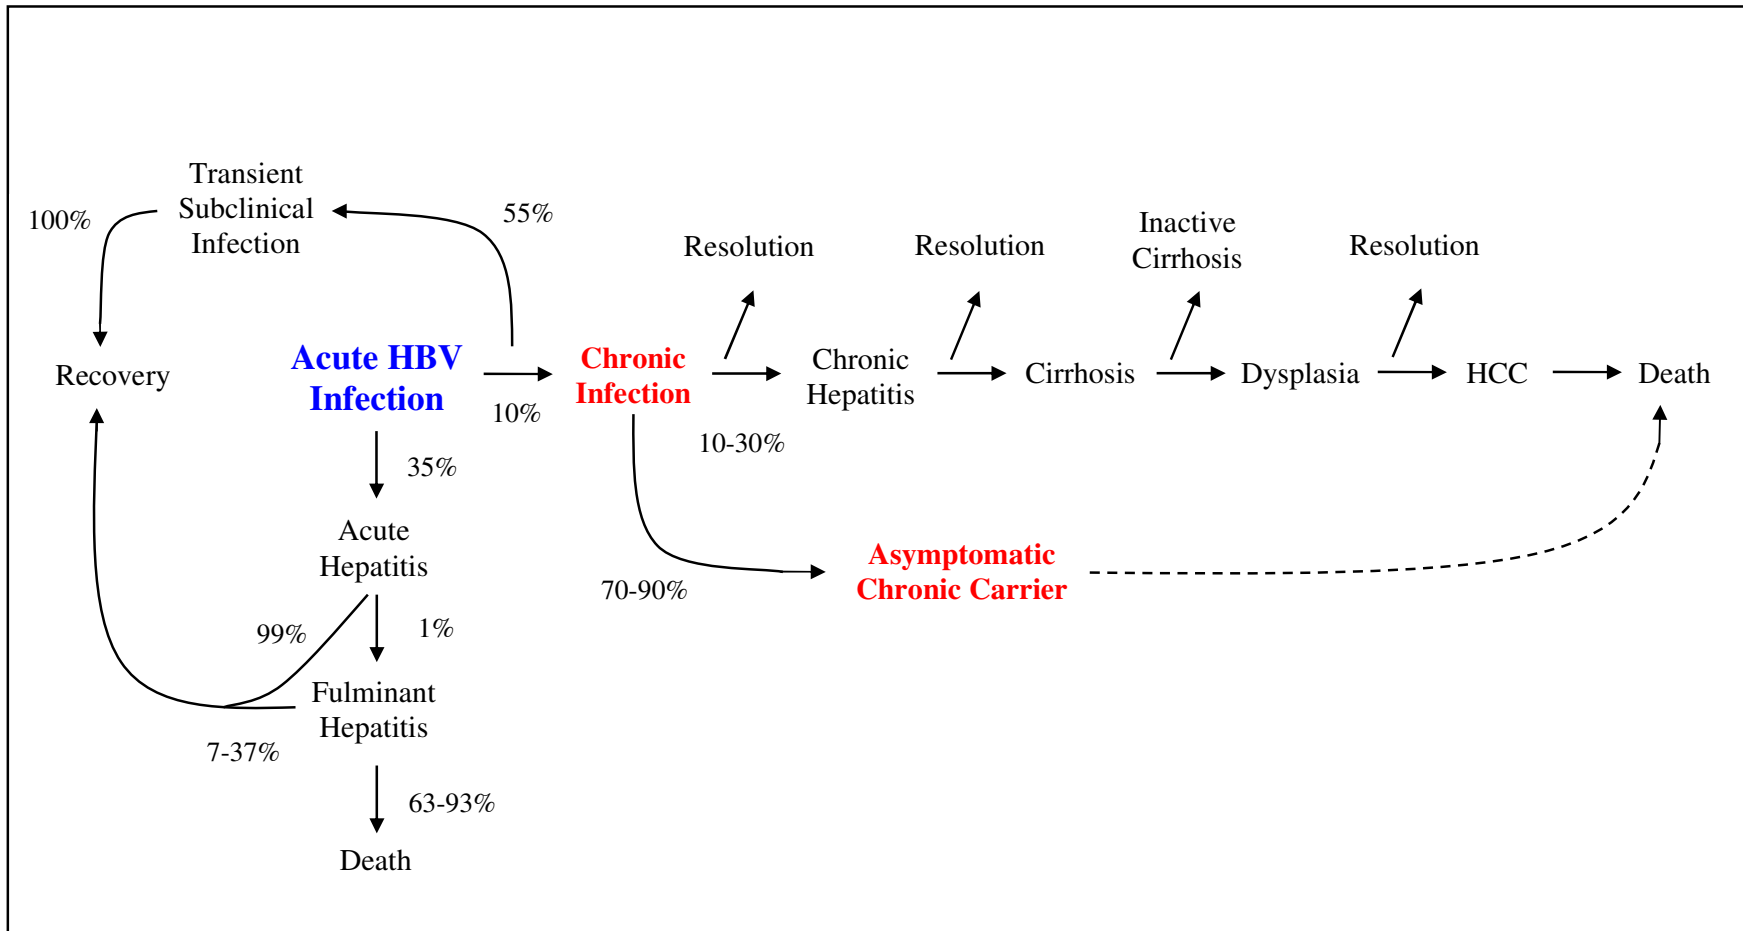 Transient
Subclinical
Infection
100%
55%
Resolution
Resolution
Inactive
Cirrhosis
Resolution
Recovery
Acute HBV
Infection
10%
Chronic
Infection
10-30%
Chronic
Hepatitis
Cirrhosis
Dysplasia
HCC
Death
35%
Acute
Hepatitis
70-90%
Asymptomatic
Chronic Carrier
99%
1%
Fulminant
Hepatitis
7-37%
63-93%
Death